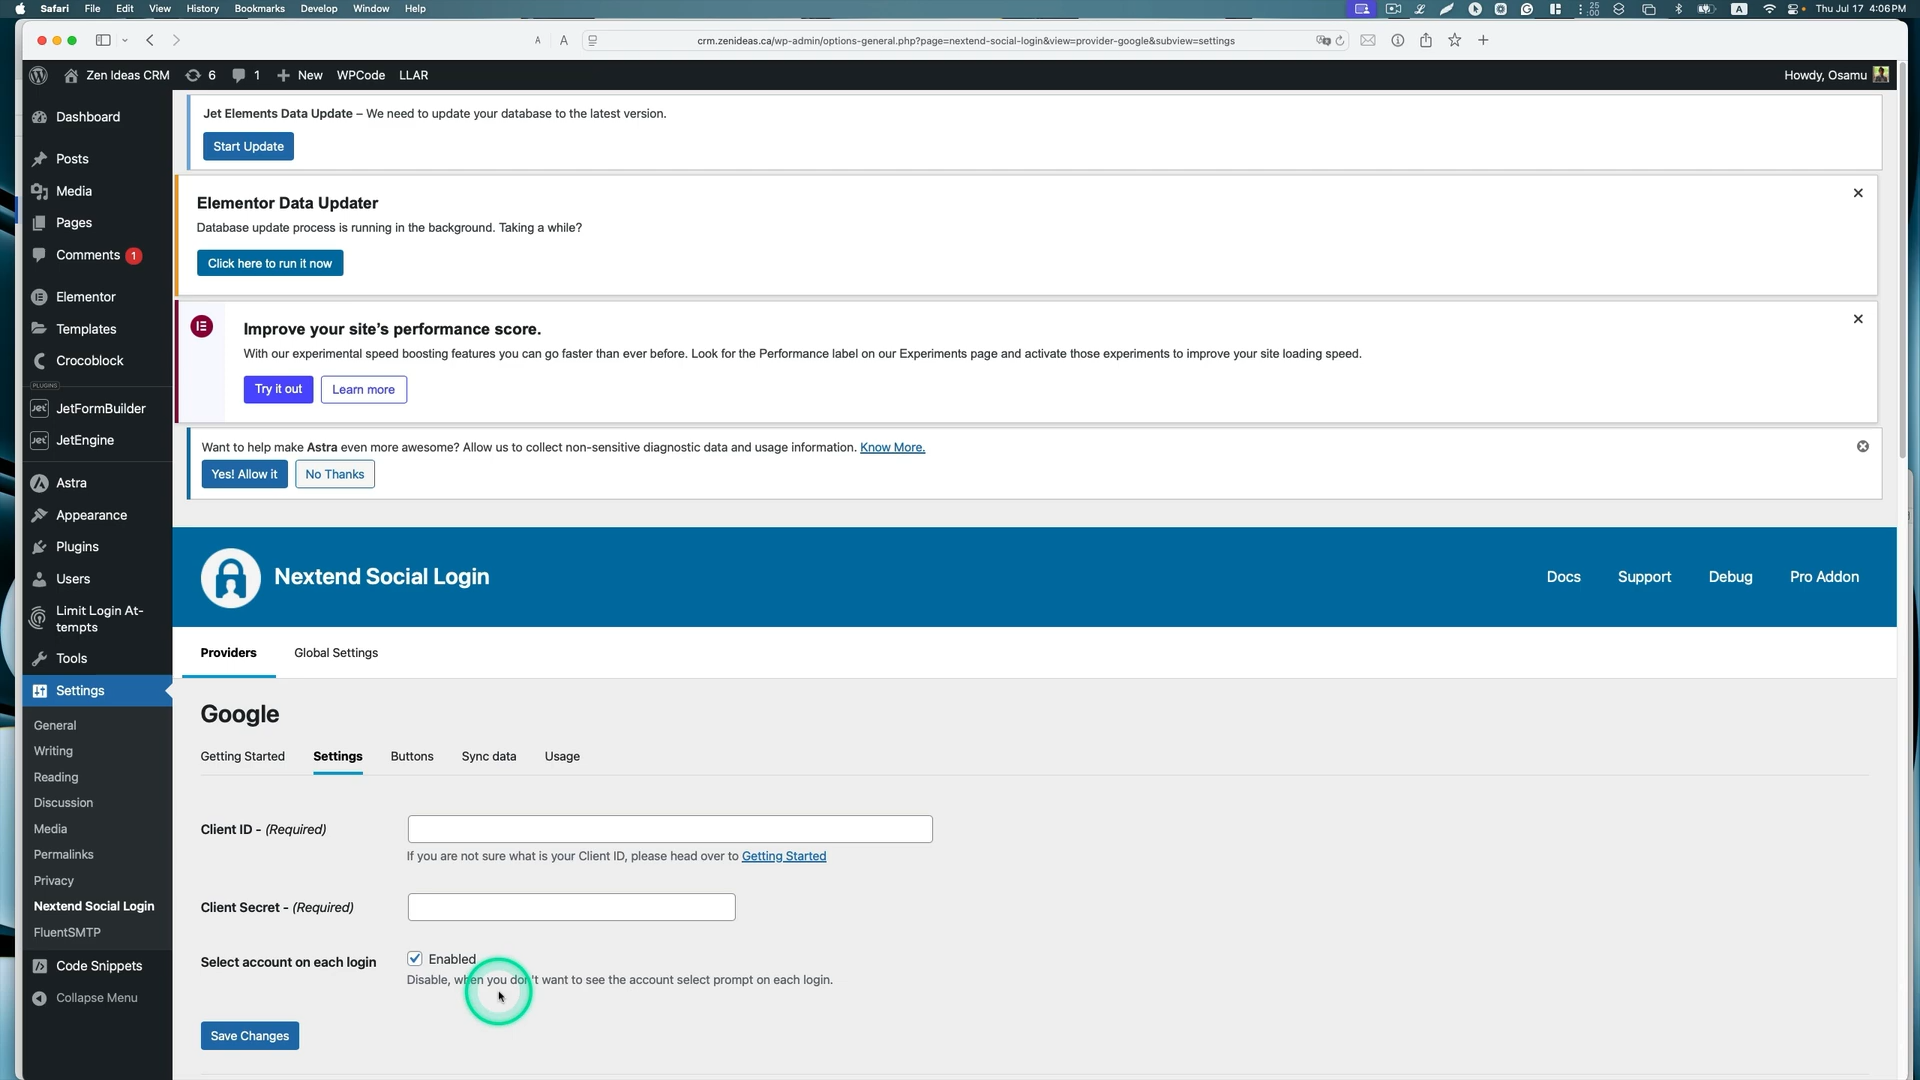 Safari File Edit View History Bookmarks Develop Window Help
25 :00
A
Thu Jul 17 4:06 PM
A A
crm.zenideas.ca/wp-admin/options-general.php?page=nextend-social-login&view=provider-google&subview=settings
Zen Ideas CRM 6 1 New WPCode LLAR
Howdy, Osamu
Dashboard
Posts
Media
Pages
Comments 1
Elementor
Templates
Crocoblock
PLUGINS
JetFormBuilder
JetEngine
Astra
Appearance
Plugins
Users
Limit Login At-
tempts
Tools
Settings
General
Writing
Reading
Discussion
Media
Permalinks
Privacy
Nextend Social Login
FluentSMTP
Code Snippets
Collapse Menu
Jet Elements Data Update – We need to update your database to the latest version.
Start Update
Elementor Data Updater
Database update process is running in the background. Taking a while?
Click here to run it now
Improve your site's performance score.
With our experimental speed boosting features you can go faster than ever before. Look for the Performance label on our Experiments page and activate those experiments to improve your site loading speed.
Try it out Learn more
Want to help make Astra even more awesome? Allow us to collect non-sensitive diagnostic data and usage information. Know More.
Yes! Allow it No Thanks
Nextend Social Login
Docs Support Debug Pro Addon
Providers Global Settings
Google
Getting Started Settings Buttons Sync data Usage
Client ID - (Required)
If you are not sure what is your Client ID, please head over to Getting Started
Client Secret - (Required)
Select account on each login
Enabled
Disable, when you don't want to see the account select prompt on each login.
Save Changes